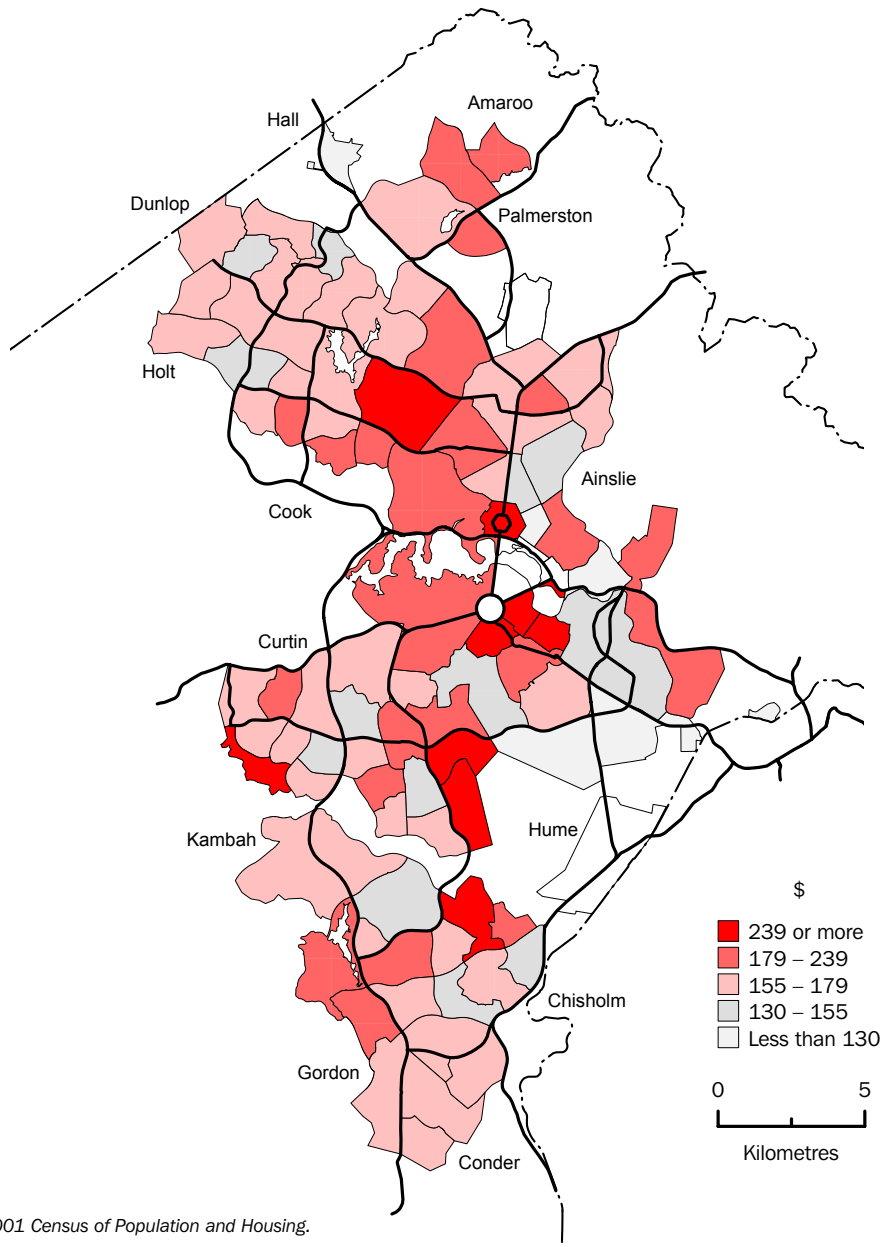 Amaroo
Hall
Dunlop
Palmerston
Holt
Ainslie
Cook
Curtin
Kambah
Hume
$
239 or more
179 – 239
155 – 179
130 – 155
Less than 130
Chisholm
Gordon
0 5
Kilometres
Conder
001 Census of Population and Housing.